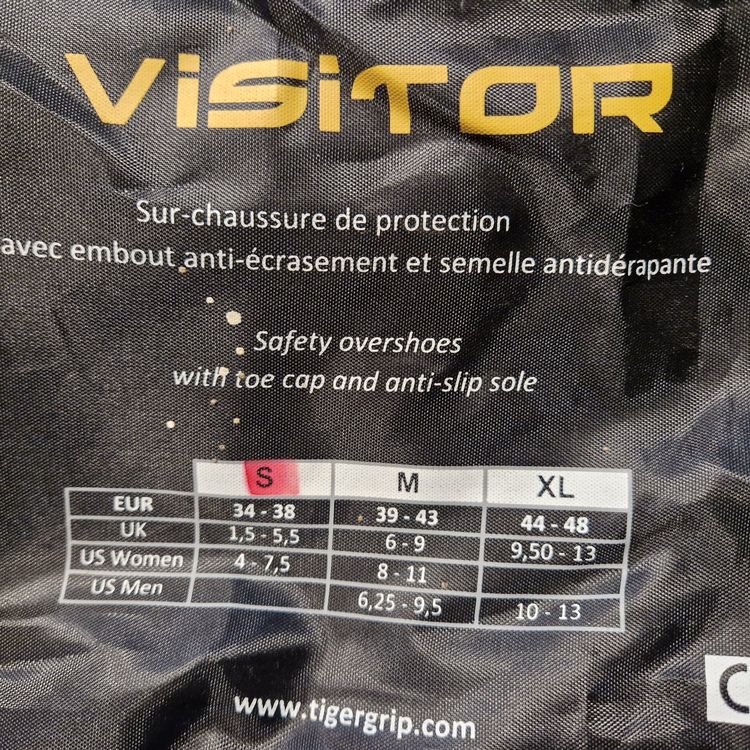 ViSiTOR
Sur-chaussure de protection
avec embout anti-écrasement et semelle antidérapante
Safety overshoes
with toe cap and anti-slip sole
S M XL
EUR 34 - 38 39 - 43 44 - 48
UK 1,5 - 5,5 6 - 9 9,50 - 13
US Women 4 - 7,5 8 - 11
US Men 6,25 - 9,5 10 - 13
www.tigergrip.com